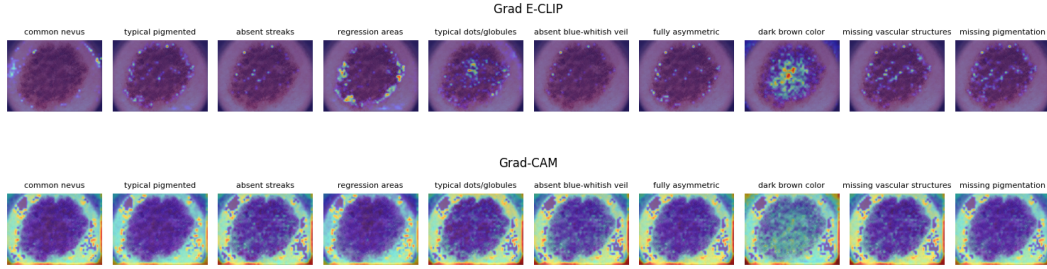 Grad E-CLIP
common nevus typical pigmented absent streaks regression areas typical dots/globules absent blue-whitish veil fully asymmetric dark brown color missing vascular structures missing pigmentation
Grad-CAM
common nevus typical pigmented absent streaks regression areas typical dots/globules absent blue-whitish veil fully asymmetric dark brown color missing vascular structures missing pigmentation